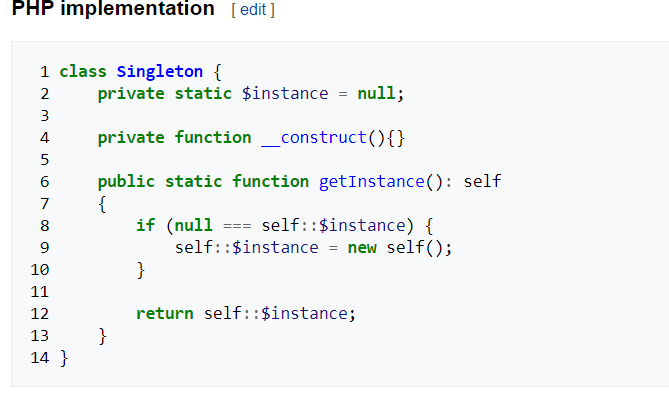 PHP implementation [ edit ]
1 class Singleton {
2     private static $instance = null;
3
4     private function __construct(){}
5
6     public static function getInstance(): self
7     {
8         if (null === self::$instance) {
9             self::$instance = new self();
10         }
11
12         return self::$instance;
13     }
14 }